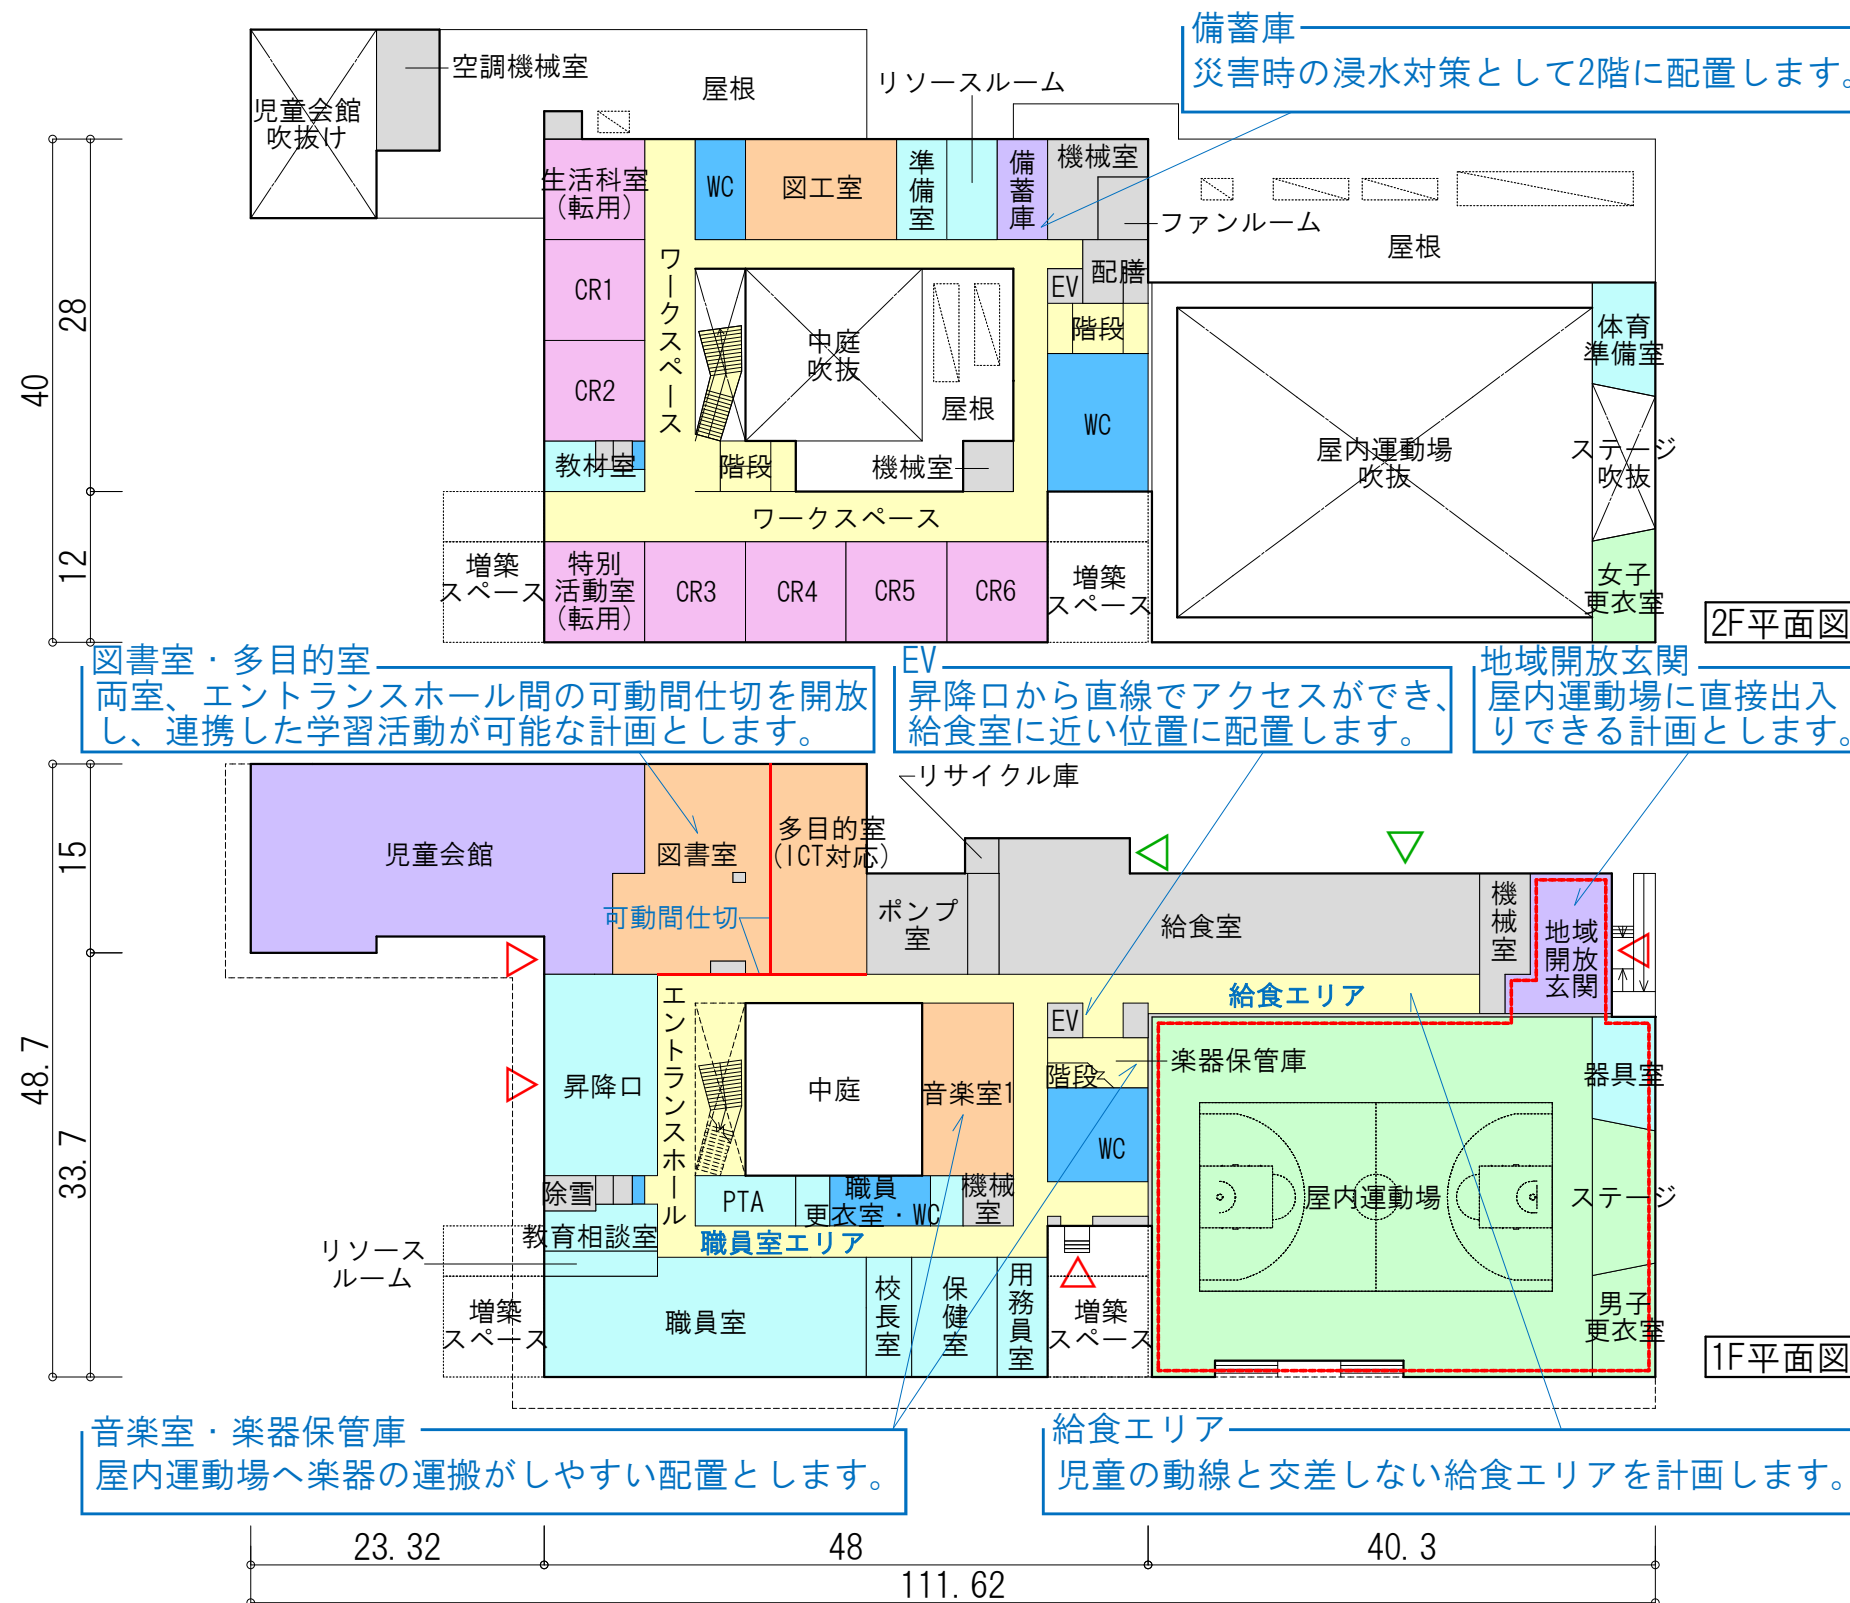 備蓄庫
災害時の浸水対策として2階に配置します。
空調機械室
屋根
リソースルーム
児童会館
吹抜け
生活科室
(転用)
WC
図工室
準備室
備蓄庫
機械室
ファンルーム
屋根
CR1
ワークスペース
EV
配膳
階段
中庭
吹抜
体育
準備室
28
40
CR2
屋根
WC
屋内運動場
吹抜
ステージ
吹抜
教材室
階段
機械室
ワークスペース
12
増築
スペース
特別
活動室
(転用)
CR3
CR4
CR5
CR6
増築
スペース
女子
更衣室
2F平面図
図書室・多目的室
両室、エントランスホール間の可動間仕切を開放
し、連携した学習活動が可能な計画とします。
EV
昇降口から直線でアクセスができ、
給食室に近い位置に配置します。
地域開放玄関
屋内運動場に直接出入
りできる計画とします。
リサイクル庫
15
児童会館
図書室
多目的室
(ICT対応)
可動間仕切
ポンプ
室
給食室
機械室
地域
開放
玄関
給食エリア
エントランスホール
EV
楽器保管庫
階段
昇降口
中庭
音楽室1
器具室
48.7
33.7
WC
除雪
PTA
職員
更衣室・WC
機械
室
屋内運動場
ステージ
教育相談室
職員室エリア
リソース
ルーム
増築
スペース
職員室
校長室
保健室
用務員室
増築
スペース
男子
更衣室
1F平面図
音楽室・楽器保管庫
屋内運動場へ楽器の運搬がしやすい配置とします。
給食エリア
児童の動線と交差しない給食エリアを計画します。
23.32
48
40.3
111.62